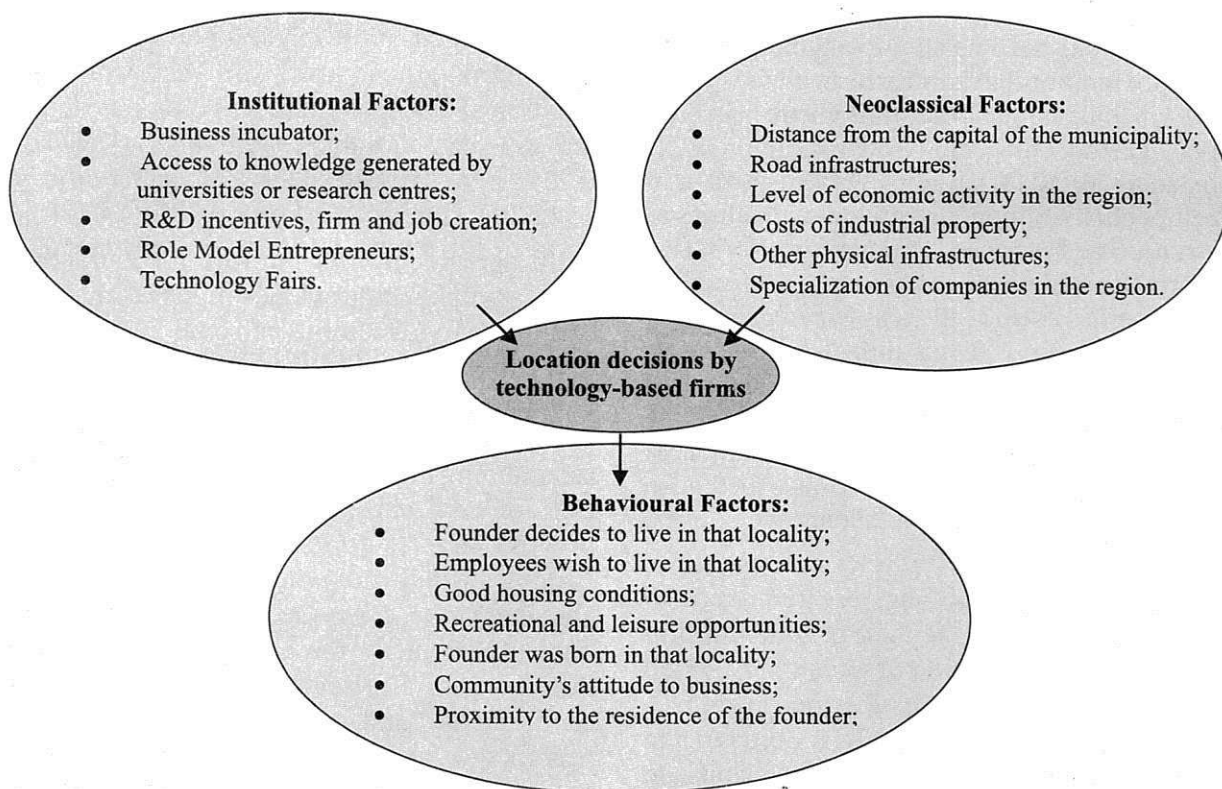 Institutional Factors:
• Business incubator;
• Access to knowledge generated by
universities or research centres;
• R&D incentives, firm and job creation;
• Role Model Entrepreneurs;
• Technology Fairs.
Neoclassical Factors:
• Distance from the capital of the municipality;
• Road infrastructures;
• Level of economic activity in the region;
• Costs of industrial property;
• Other physical infrastructures;
• Specialization of companies in the region.
Location decisions by
technology-based firms
Behavioural Factors:
• Founder decides to live in that locality;
• Employees wish to live in that locality;
• Good housing conditions;
• Recreational and leisure opportunities;
• Founder was born in that locality;
• Community's attitude to business;
• Proximity to the residence of the founder;